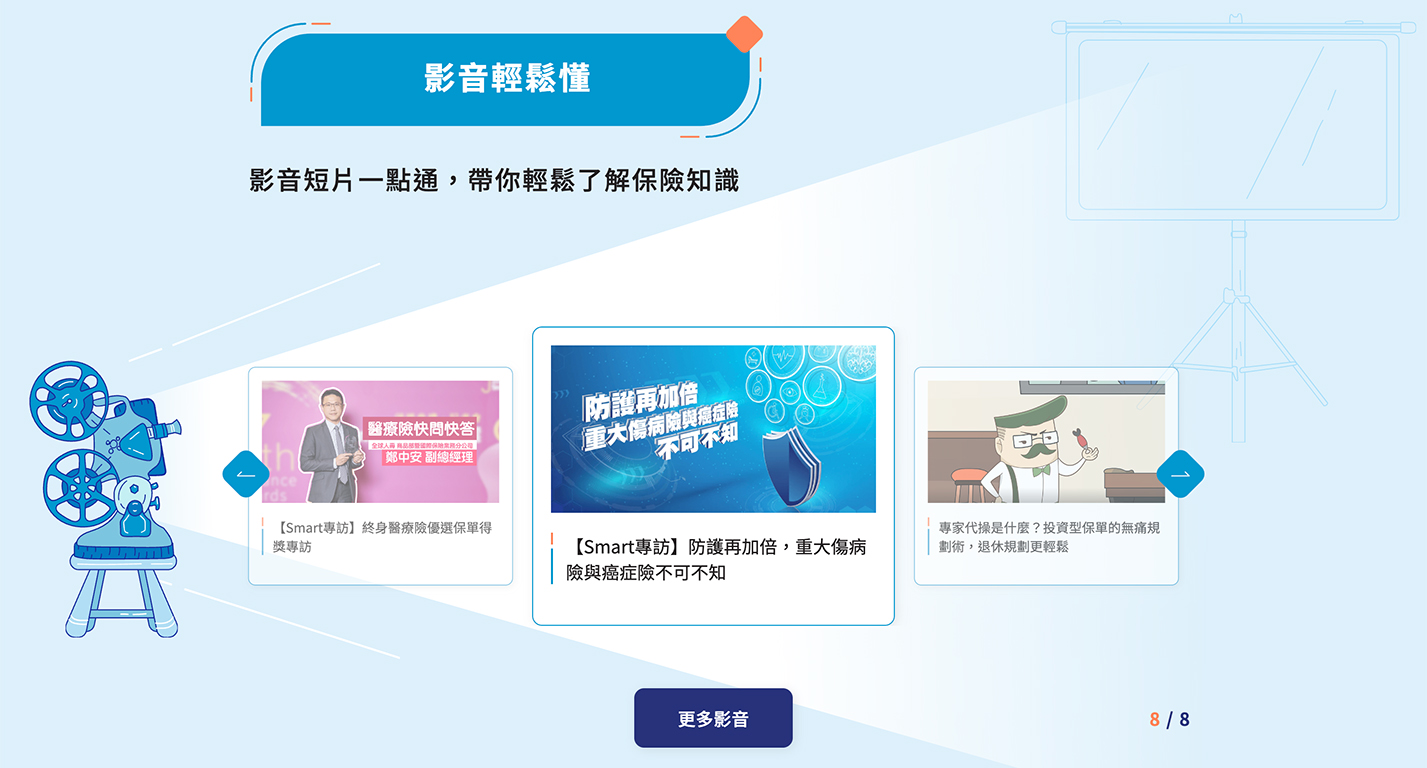 影音輕鬆懂
影音短片一點通，帶你輕鬆了解保險知識
醫療險快問快答
鄭中安 副總經理
【Smart專訪】終身醫療險優選保單得
獎專訪
防護再加倍
重大傷病險與癌症險
不可不知
【Smart專訪】防護再加倍，重大傷病
險與癌症險不可不知
專家代操是什麼？投資型保單的無痛規
劃術，退休規劃更輕鬆
更多影音
8 / 8